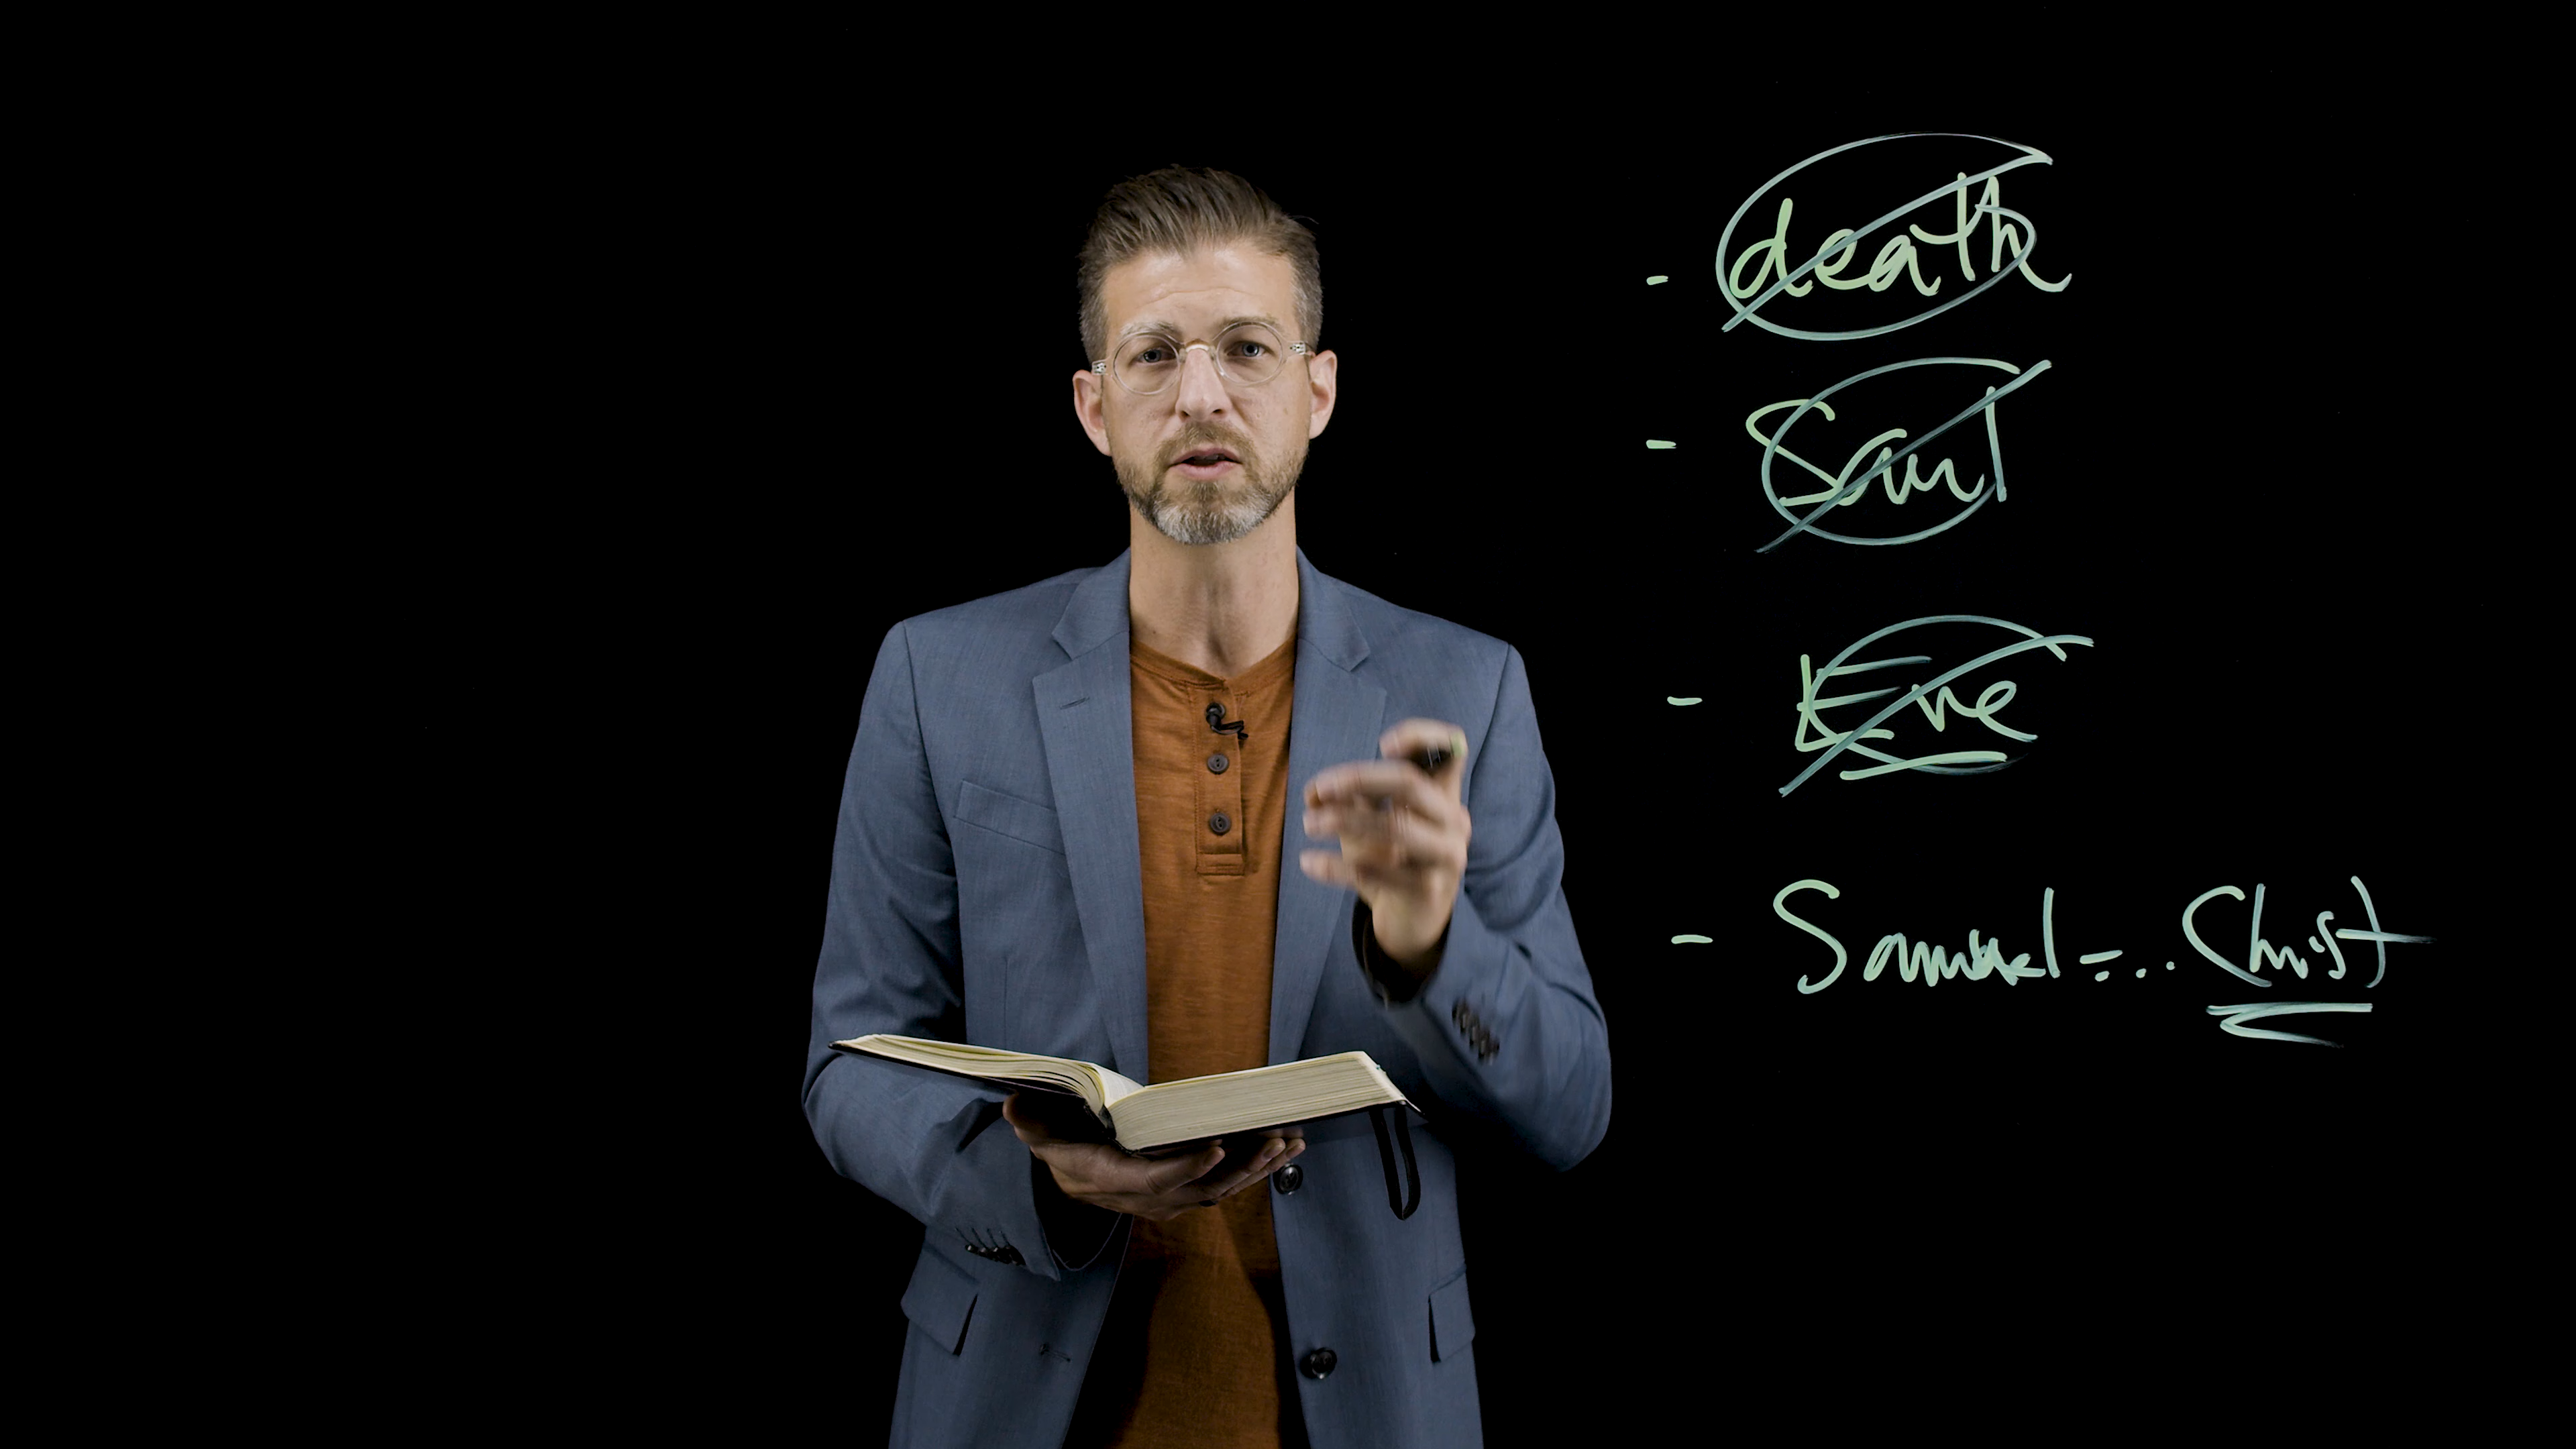 - death
- Saul
- Eve
- Samuel = ... Christ